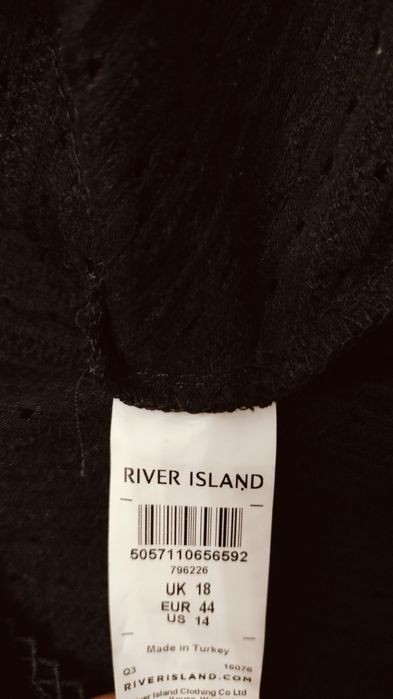 RIVER ISLAND
5057110656592
796226
UK 18
EUR 44
US 14
Made in Turkey
Q3 16076
RIVERISLAND.COM
River Island Clothing Co Ltd